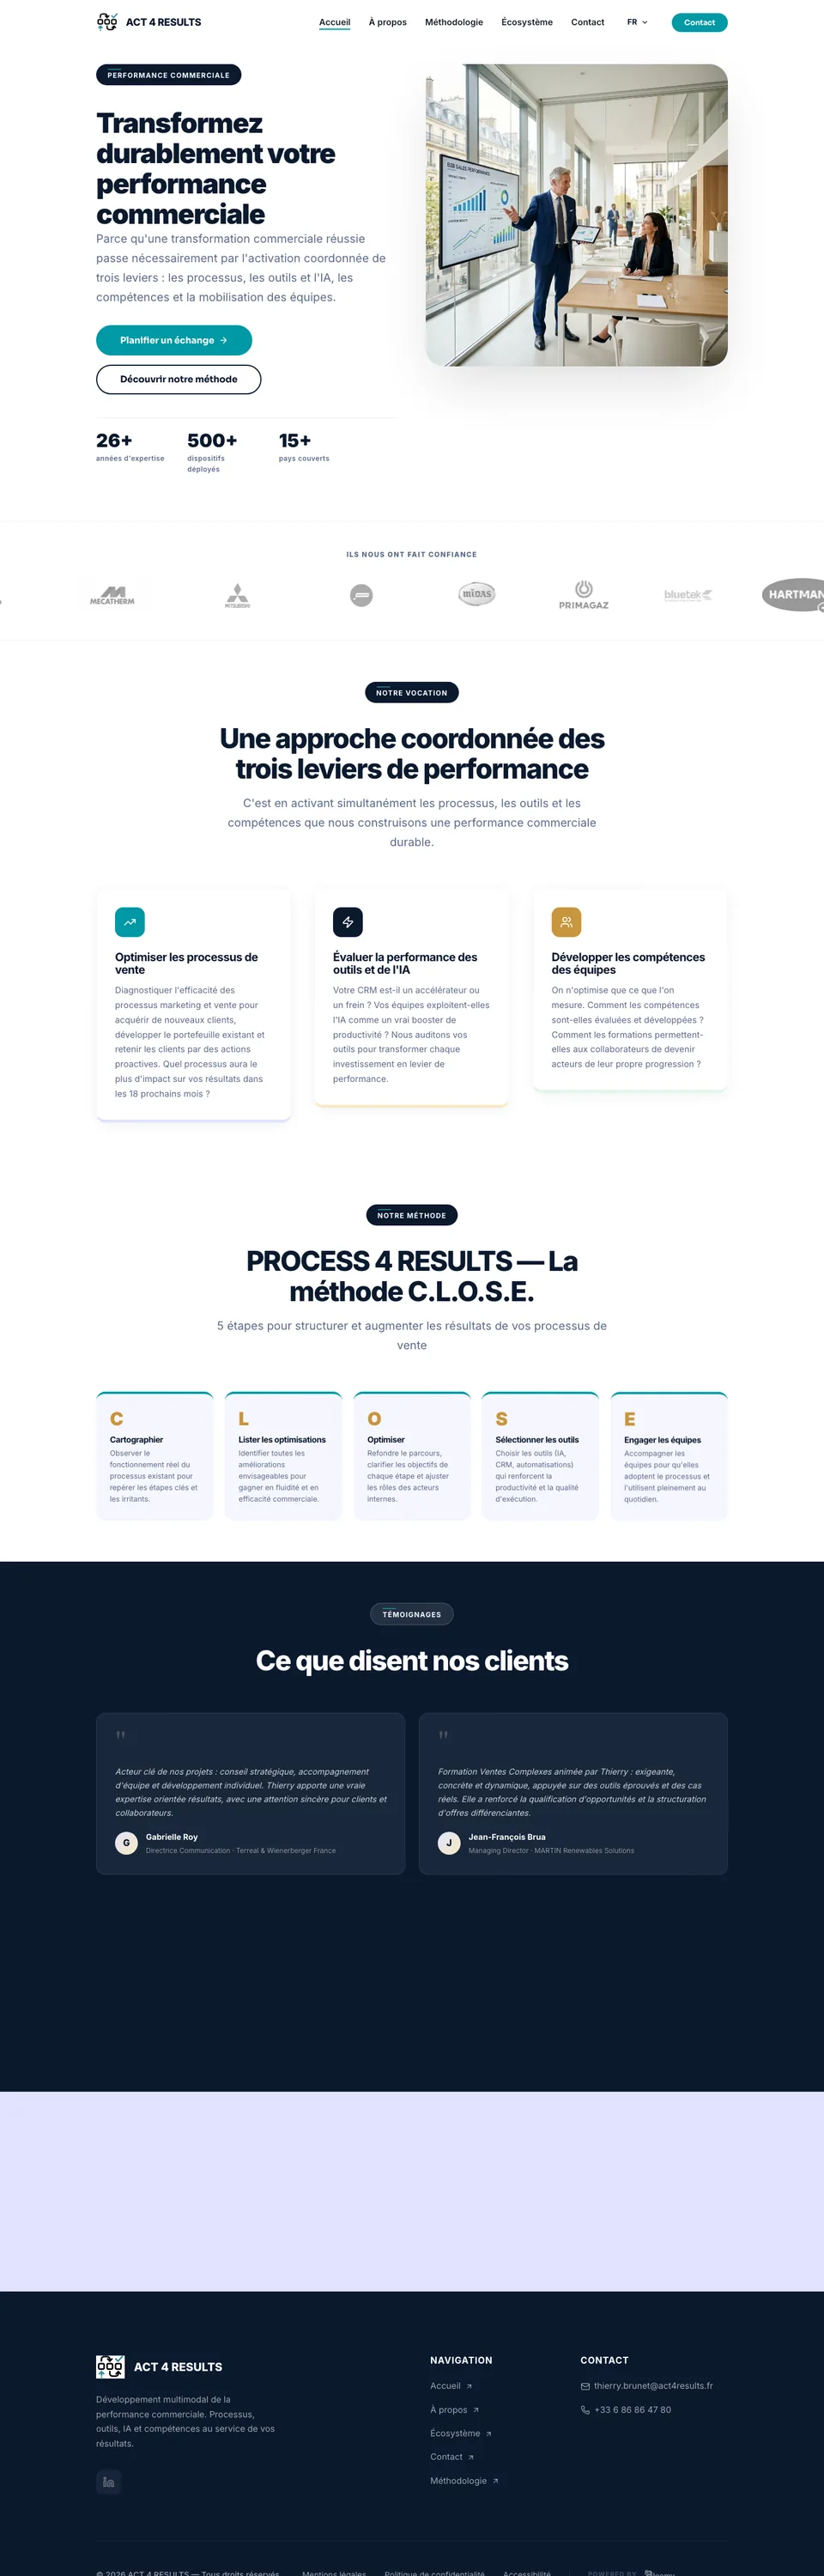 ACT 4 RESULTS
Accueil
À propos
Méthodologie
Écosystème
Contact
FR
Contact
PERFORMANCE COMMERCIALE
Transformez
durablement votre
performance
commerciale
Parce qu'une transformation commerciale réussie
passe nécessairement par l'activation coordonnée de
trois leviers : les processus, les outils et l'IA, les
compétences et la mobilisation des équipes.
Planifier un échange
Découvrir notre méthode
26+
années d'expertise
500+
dispositifs
déployés
15+
pays couverts
B2B SALES PERFORMANCE
ILS NOUS ONT FAIT CONFIANCE
MECATHERM
MITSUBISHI
MIDAS
PRIMAGAZ
bluetek
HARTMAN
NOTRE VOCATION
Une approche coordonnée des
trois leviers de performance
C'est en activant simultanément les processus, les outils et les
compétences que nous construisons une performance commerciale
durable.
Optimiser les processus de
vente
Diagnostiquer l'efficacité des
processus marketing et vente pour
acquérir de nouveaux clients,
développer le portefeuille existant et
retenir les clients par des actions
proactives. Quel processus aura le
plus d'impact sur vos résultats dans
les 18 prochains mois ?
Évaluer la performance des
outils et de l'IA
Votre CRM est-il un accélérateur ou
un frein ? Vos équipes exploitent-elles
l'IA comme un vrai booster de
productivité ? Nous auditons vos
outils pour transformer chaque
investissement en levier de
performance.
Développer les compétences
des équipes
On n'optimise que ce que l'on
mesure. Comment les compétences
sont-elles évaluées et développées ?
Comment les formations permettent-
elles aux collaborateurs de devenir
acteurs de leur propre progression ?
NOTRE MÉTHODE
PROCESS 4 RESULTS — La
méthode C.L.O.S.E.
5 étapes pour structurer et augmenter les résultats de vos processus de
vente
C
Cartographier
Observer le
fonctionnement réel du
processus existant pour
repérer les étapes clés et
les irritants.
L
Lister les optimisations
Identifier toutes les
améliorations
envisageables pour
gagner en fluidité et en
efficacité commerciale.
O
Optimiser
Refondre le parcours,
clarifier les objectifs de
chaque étape et ajuster
les rôles des acteurs
internes.
S
Sélectionner les outils
Choisir les outils (IA,
CRM, automatisations)
qui renforcent la
productivité et la qualité
d'exécution.
E
Engager les équipes
Accompagner les
équipes pour qu'elles
adoptent le processus et
l'utilisent pleinement au
quotidien.
TÉMOIGNAGES
Ce que disent nos clients
"
Acteur clé de nos projets : conseil stratégique, accompagnement
d'équipe et développement individuel. Thierry apporte une vraie
expertise orientée résultats, avec une attention sincère pour clients et
collaborateurs.
G
Gabrielle Roy
Directrice Communication · Terreal & Wienerberger France
"
Formation Ventes Complexes animée par Thierry : exigeante,
concrète et dynamique, appuyée sur des outils éprouvés et des cas
réels. Elle a renforcé la qualification d'opportunités et la structuration
d'offres différenciantes.
J
Jean-François Brua
Managing Director · MARTIN Renewables Solutions
ACT 4 RESULTS
Développement multimodal de la
performance commerciale. Processus,
outils, IA et compétences au service de vos
résultats.
NAVIGATION
Accueil
À propos
Écosystème
Contact
Méthodologie
CONTACT
thierry.brunet@act4results.fr
+33 6 86 86 47 80
© 2026 ACT 4 RESULTS — Tous droits réservés
Mentions légales
Politique de confidentialité
Accessibilité
POWERED BY